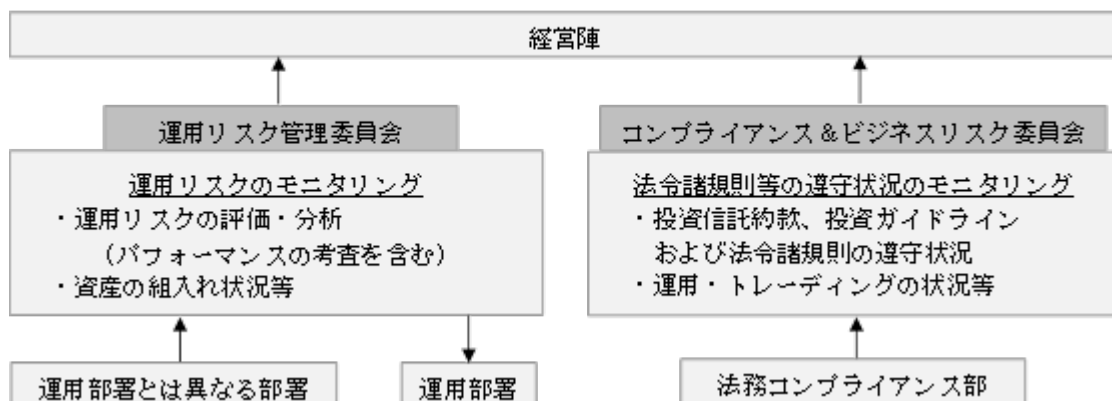 経営陣
運用リスク管理委員会
運用リスクのモニタリング
・運用リスクの評価・分析
(パフォーマンスの考査を含む)
・資産の組入れ状況等
運用部署とは異なる部署
運用部署
コンプライアンス&ビジネスリスク委員会
法令諸規則等の遵守状況のモニタリング
・投資信託約款、投資ガイドライン
および法令諸規則の遵守状況
・運用・トレーディングの状況等
法務コンプライアンス部